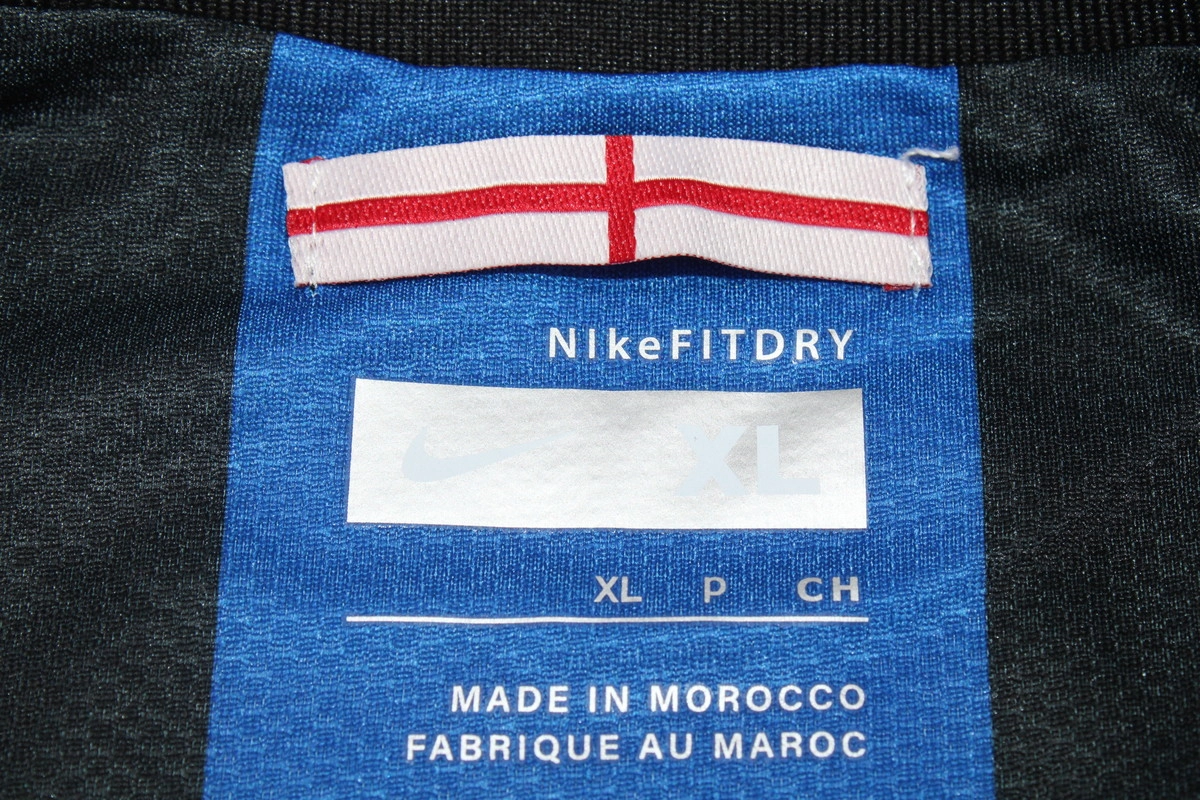 NIkeFITDRY
XL
XL P CH
MADE IN MOROCCO
FABRIQUE AU MAROC